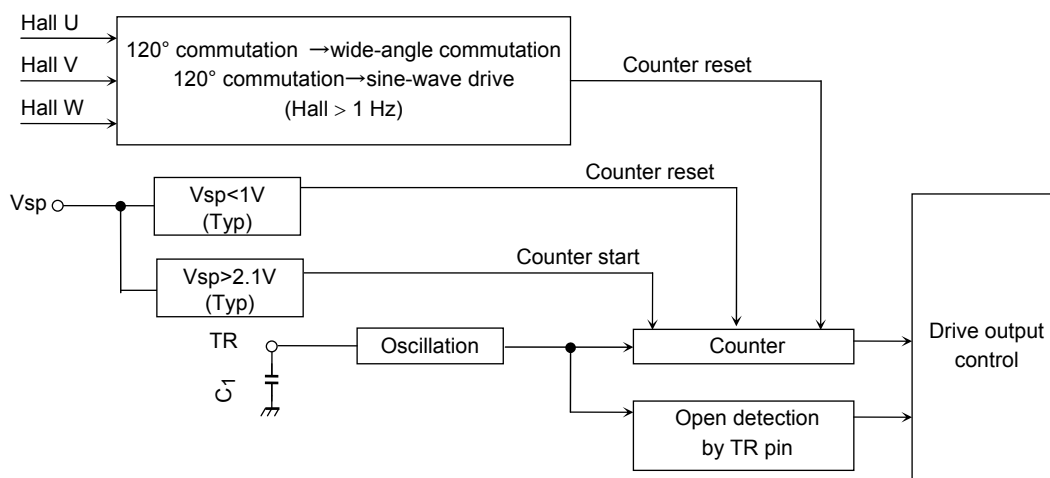 Hall U
Hall V
Hall W
120° commutation →wide-angle commutation
120° commutation→sine-wave drive
(Hall > 1 Hz)
Counter reset
Vsp
Vsp<1V
(Typ)
Counter reset
Vsp>2.1V
(Typ)
Counter start
TR
C1
Oscillation
Counter
Open detection
by TR pin
Drive output
control